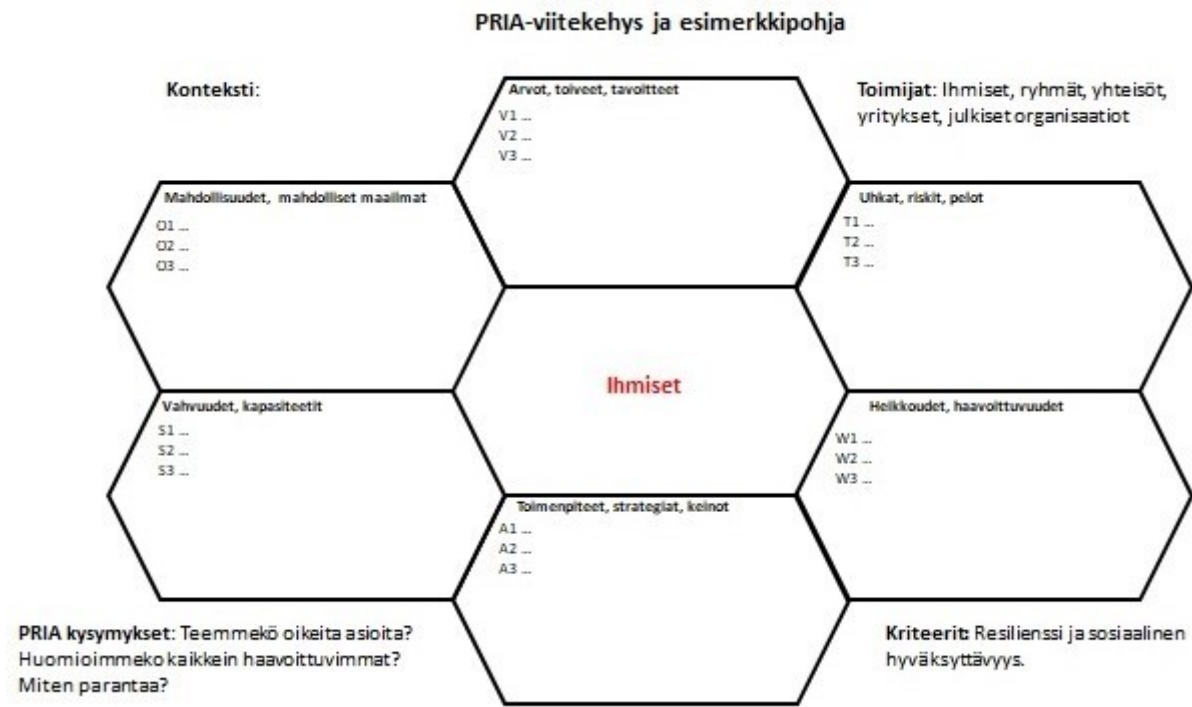 PRIA-viitekehys ja esimerkkipohja
Konteksti:
Arvot, toiveet, tavoitteet
V1 ...
V2 ...
V3 ...
Toimijat: Ihmiset, ryhmät, yhteisöt,
yritykset, julkiset organisaatiot
Mahdollisuudet, mahdolliset maailmat
O1 ...
O2 ...
O3 ...
Uhkat, riskit, pelot
T1 ...
T2 ...
T3 ...
Ihmiset
Vahvuudet, kapasiteetit
S1 ...
S2 ...
S3 ...
Heikkoudet, haavoittuvuudet
W1 ...
W2 ...
W3 ...
Toimenpiteet, strategiat, keinot
A1 ...
A2 ...
A3 ...
PRIA kysymykset: Teemmekö oikeita asioita?
Huomioimmeko kaikkein haavoittuvimmat?
Miten parantaa?
Kriteerit: Resilienssi ja sosiaalinen
hyväksyttävyys.